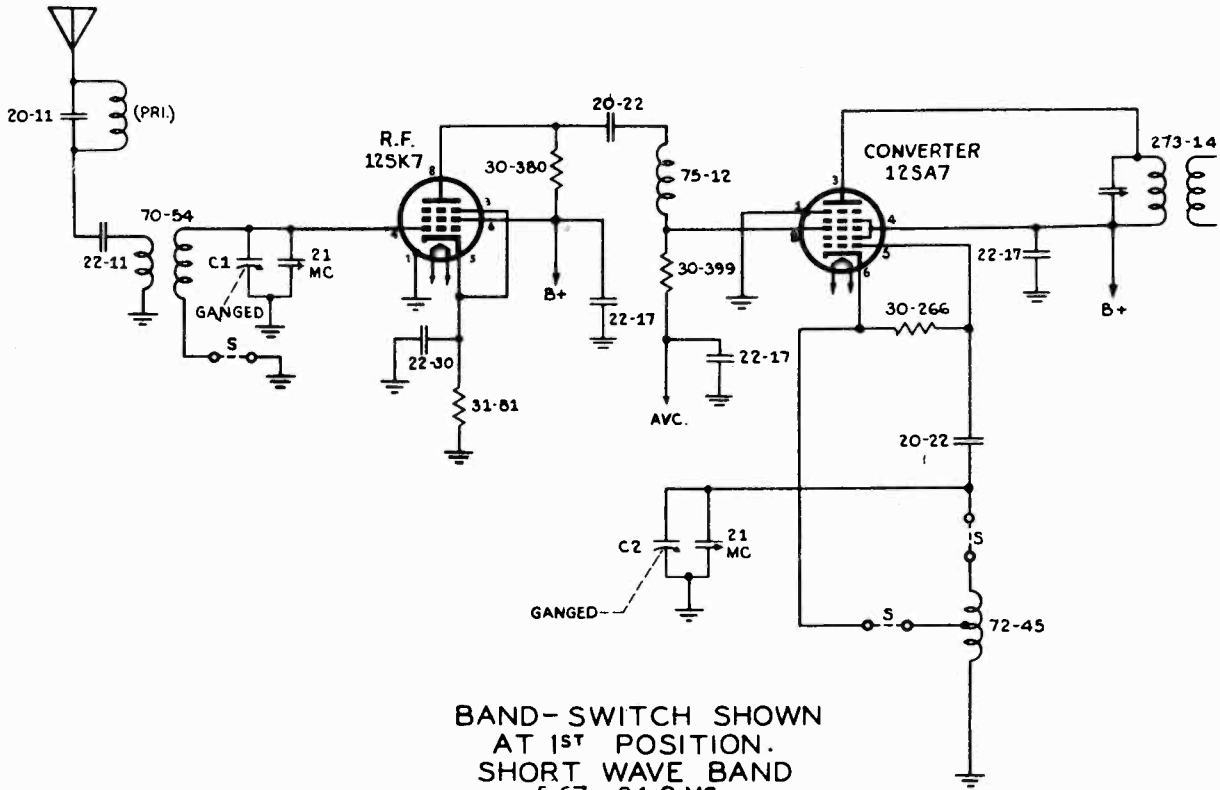 20-11
(PRI.)
R.F.
12SK7
20-22
30-380
8
3
6
4
1
5
75-12
CONVERTER
12SA7
3
1
4
5
6
273-14
70-54
22-11
C1
21
MC
GANGED
S
B+
22-17
22-30
31-81
30-399
22-17
AVC.
30-266
22-17
B+
20-22
C2
21
MC
GANGED
S
S
72-45
BAND-SWITCH SHOWN
AT 1ST POSITION.
SHORT WAVE BAND